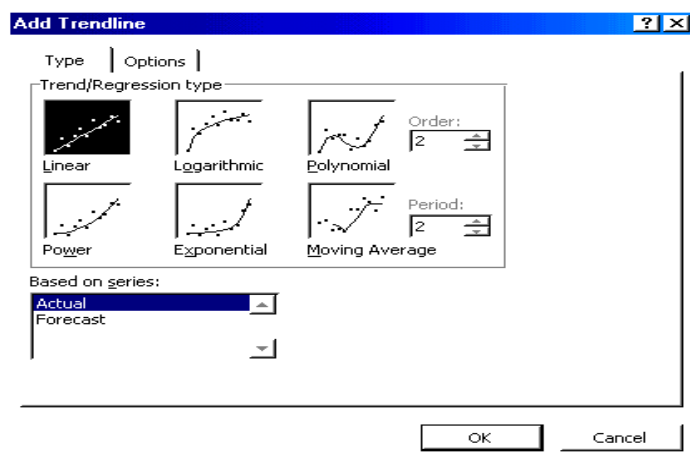 Add Trendline
? ×
Type Options
Trend/Regression type
Order:
2
Linear Logarithmic Polynomial
Period:
2
Power Exponential Moving Average
Based on series:
Actual
Forecast
OK Cancel